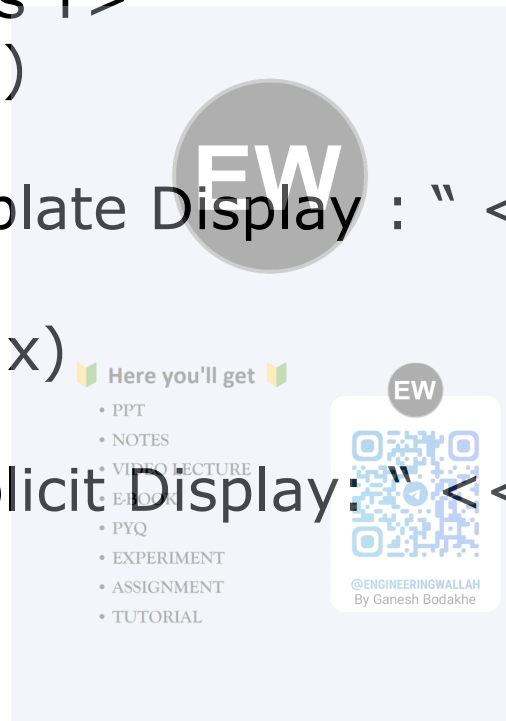 s T>
)
EW
plate Display : “ <
x)
Here you'll get
EW
• PPT
• NOTES
• VIDEO LECTURE
licit Display: “ <<
• E-BOOK
• PYQ
• EXPERIMENT
• ASSIGNMENT
• TUTORIAL
@ENGINEERINGWALLAH
By Ganesh Bodakhe